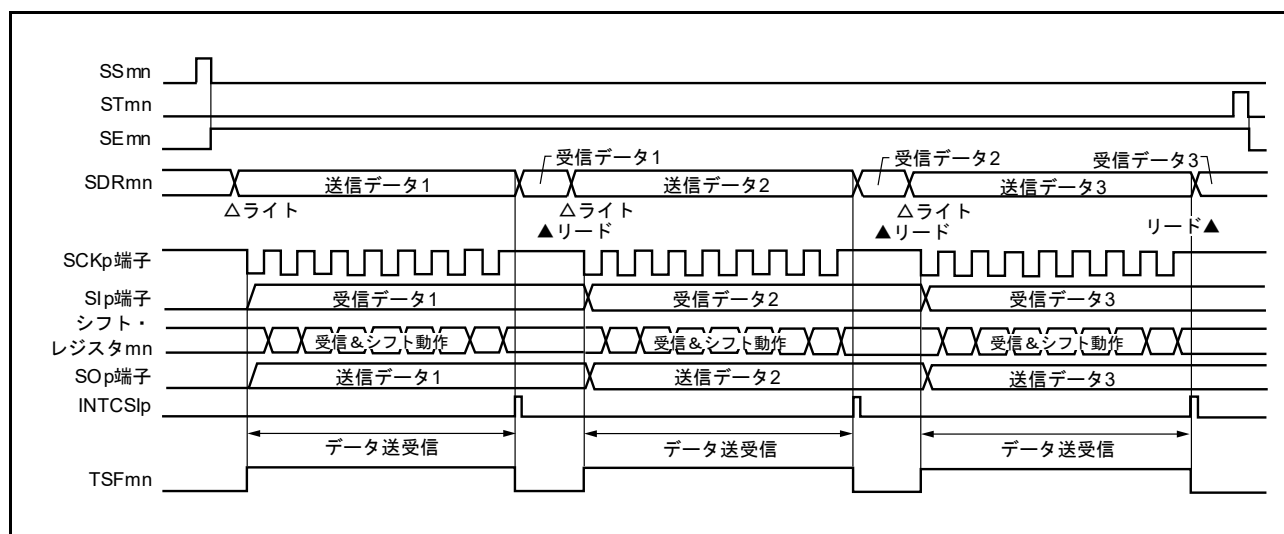 SSmn
STmn
SEmn
受信データ1
受信データ2
受信データ3
SDRmn
送信データ1
送信データ2
送信データ3
△ライト
△ライト
△ライト
▲リード
▲リード
リード▲
SCKp端子
SIp端子
受信データ1
受信データ2
受信データ3
シフト・
レジスタmn
受信&シフト動作
受信&シフト動作
受信&シフト動作
SOp端子
送信データ1
送信データ2
送信データ3
INTCSIp
データ送受信
データ送受信
データ送受信
TSFmn